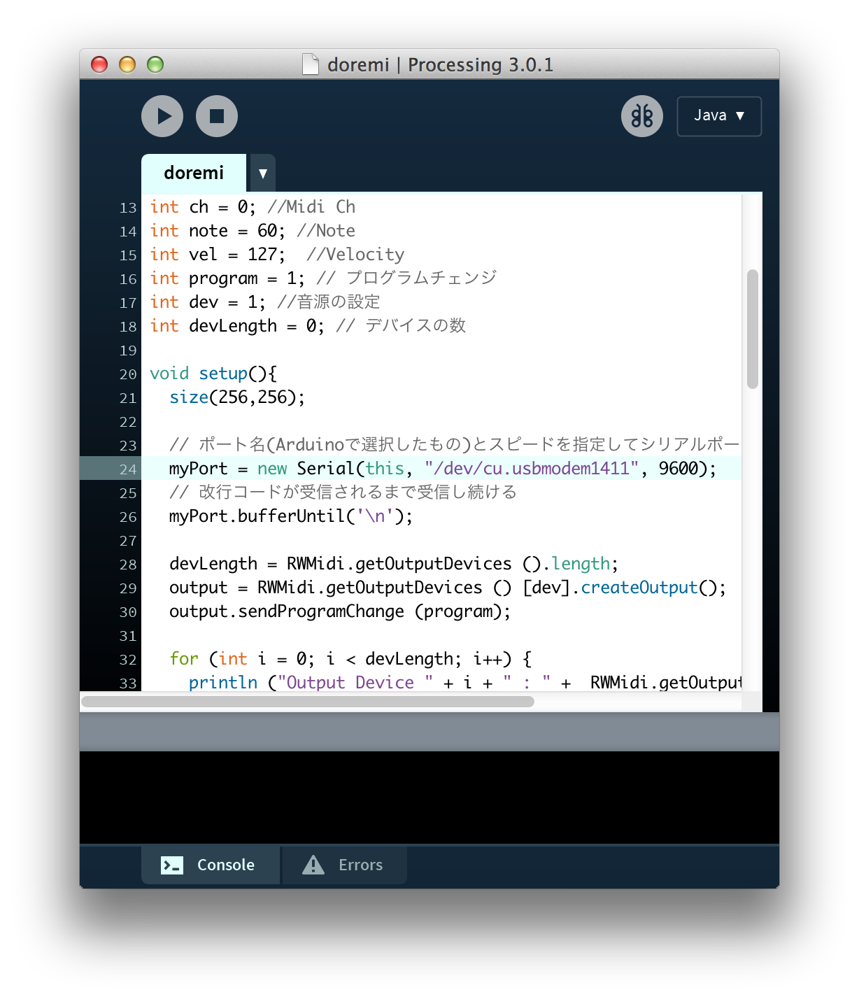 doremi | Processing 3.0.1
Java ▼
doremi ▼
13 int ch = 0; //Midi Ch
14 int note = 60; //Note
15 int vel = 127;  //Velocity
16 int program = 1; // プログラムチェンジ
17 int dev = 1; //音源の設定
18 int devLength = 0; // デバイスの数
19
20 void setup(){
21   size(256,256);
22
23   // ポート名(Arduinoで選択したもの)とスピードを指定してシリアルポー
24   myPort = new Serial(this, "/dev/cu.usbmodem1411", 9600);
25   // 改行コードが受信されるまで受信し続ける
26   myPort.bufferUntil('\n');
27
28   devLength = RWMidi.getOutputDevices ().length;
29   output = RWMidi.getOutputDevices () [dev].createOutput();
30   output.sendProgramChange (program);
31
32   for (int i = 0; i < devLength; i++) {
33     println ("Output Device " + i + " : " +  RWMidi.getOutput
Console
Errors